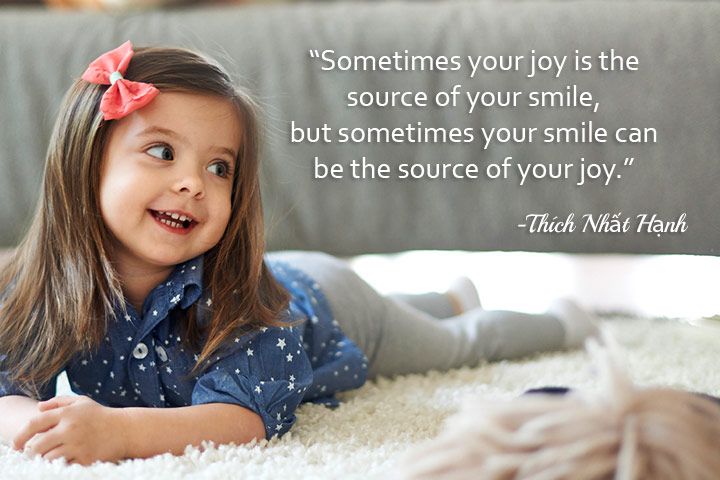 “Sometimes your joy is the
source of your smile,
but sometimes your smile can
be the source of your joy.”
-Thích Nhất Hạnh